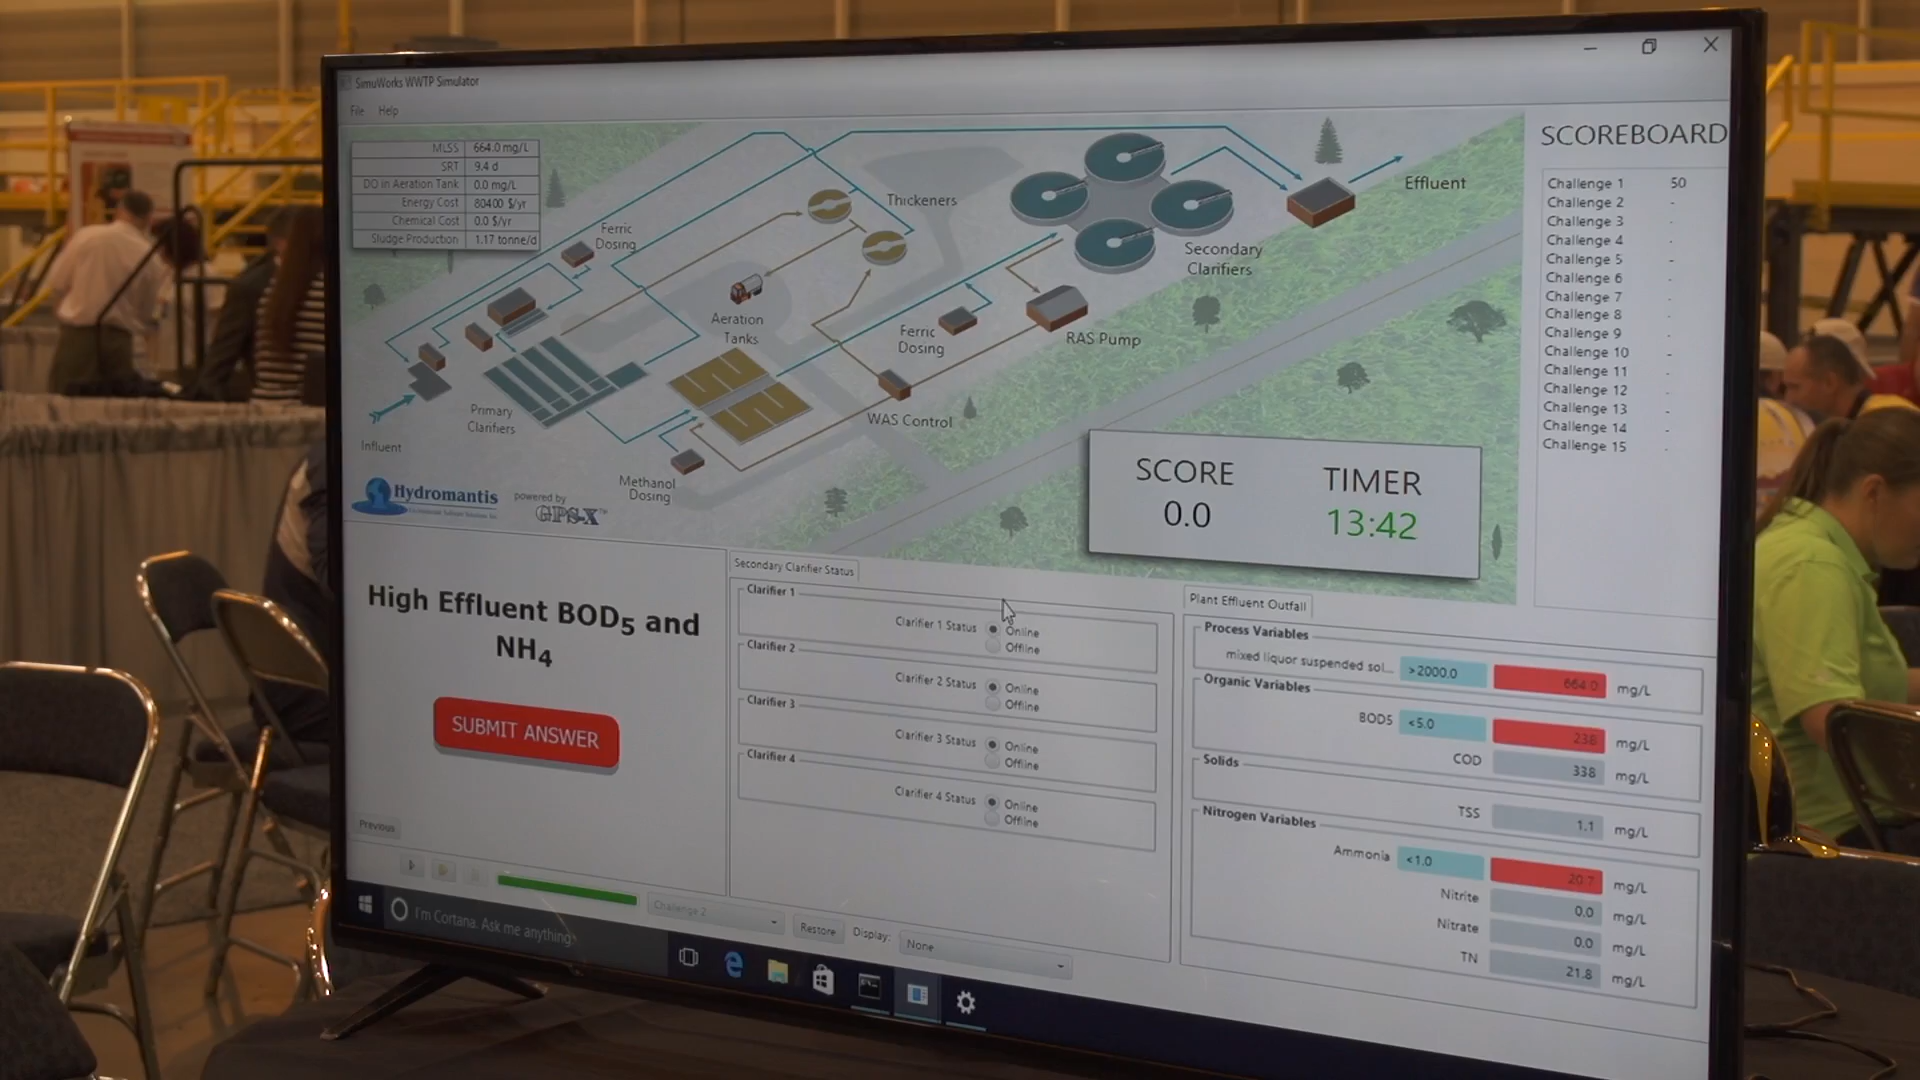 SimuWorks WWTP Simulator
File Help
MLSS 664.0 mg/L
SRT 9.4 d
DO in Aeration Tank 0.0 mg/L
Energy Cost 80400 $/yr
Chemical Cost 0.0 $/yr
Sludge Production 1.17 tonne/d
Ferric
Dosing
Thickeners
Effluent
Secondary
Clarifiers
Aeration
Tanks
Ferric
Dosing
RAS Pump
WAS Control
Primary
Clarifiers
Influent
Methanol
Dosing
Hydromantis
powered by
GPS-X
SCORE
0.0
TIMER
13:42
SCOREBOARD
Challenge 1 50
Challenge 2 -
Challenge 3 -
Challenge 4 -
Challenge 5 -
Challenge 6 -
Challenge 7 -
Challenge 8 -
Challenge 9 -
Challenge 10 -
Challenge 11 -
Challenge 12 -
Challenge 13 -
Challenge 14 -
Challenge 15 -
High Effluent BOD5 and
NH4
SUBMIT ANSWER
Previous
Secondary Clarifier Status
Clarifier 1
Clarifier 1 Status Online
Offline
Clarifier 2
Clarifier 2 Status Online
Offline
Clarifier 3
Clarifier 3 Status Online
Offline
Clarifier 4
Clarifier 4 Status Online
Offline
Plant Effluent Outfall
Process Variables
mixed liquor suspended sol... >2000.0 664.0 mg/L
Organic Variables
BOD5 <5.0 238 mg/L
COD 338 mg/L
Solids
TSS 1.1 mg/L
Nitrogen Variables
Ammonia <1.0 20.7 mg/L
Nitrite 0.0 mg/L
Nitrate 0.0 mg/L
TN 21.8 mg/L
Challenge 2
Restore
Display: None
I'm Cortana. Ask me anything.